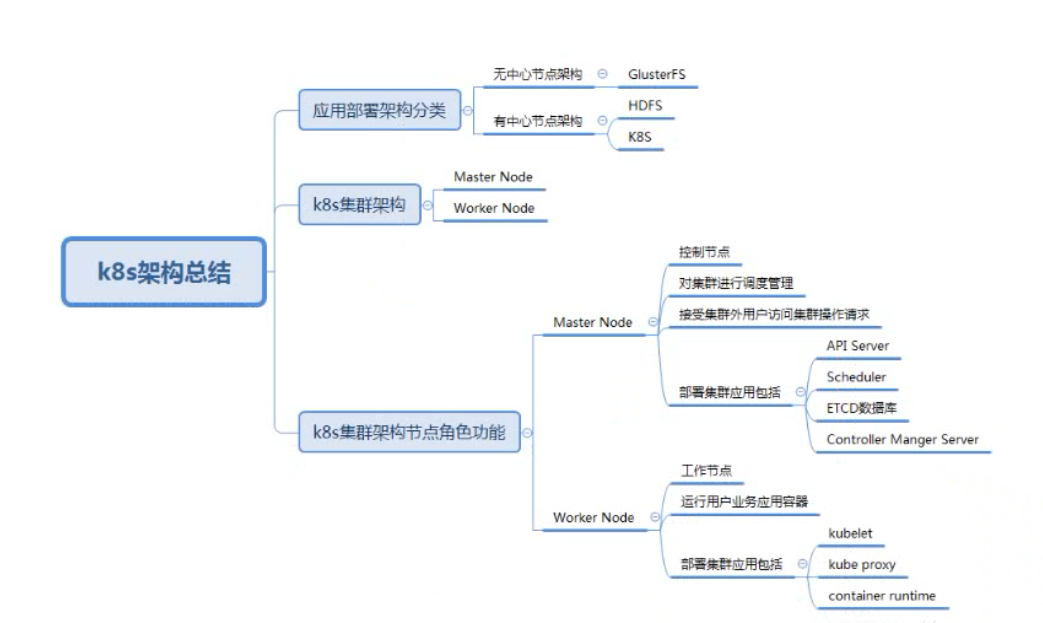 k8s架构总结
应用部署架构分类
无中心节点架构
GlusterFS
有中心节点架构
HDFS
K8S
k8s集群架构
Master Node
Worker Node
k8s集群架构节点角色功能
Master Node
控制节点
对集群进行调度管理
接受集群外用户访问集群操作请求
部署集群应用包括
API Server
Scheduler
ETCD数据库
Controller Manger Server
Worker Node
工作节点
运行用户业务应用容器
部署集群应用包括
kubelet
kube proxy
container runtime